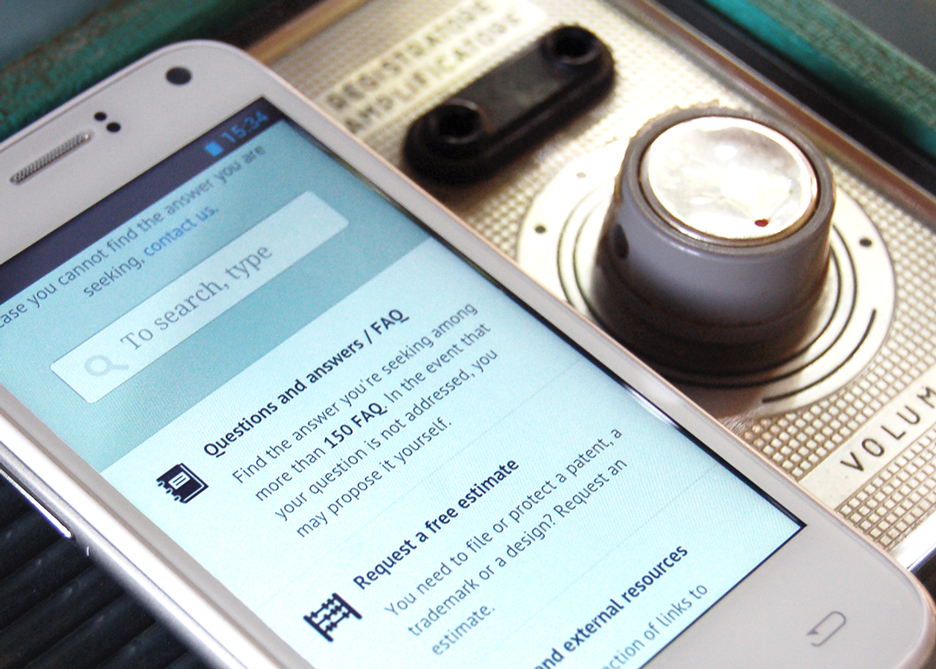 REGISTRATORE
AMPLIFICATORE
15:34
case you cannot find the answer you are
seeking, contact us.
To search, type
Questions and answers / FAQ
Find the answer you're seeking among
more than 150 FAQ. In the event that
your question is not addressed, you
may propose it yourself.
Request a free estimate
You need to file or protect a patent, a
trademark or a design? Request an
estimate.
and external resources
ction of links to
VOLUM